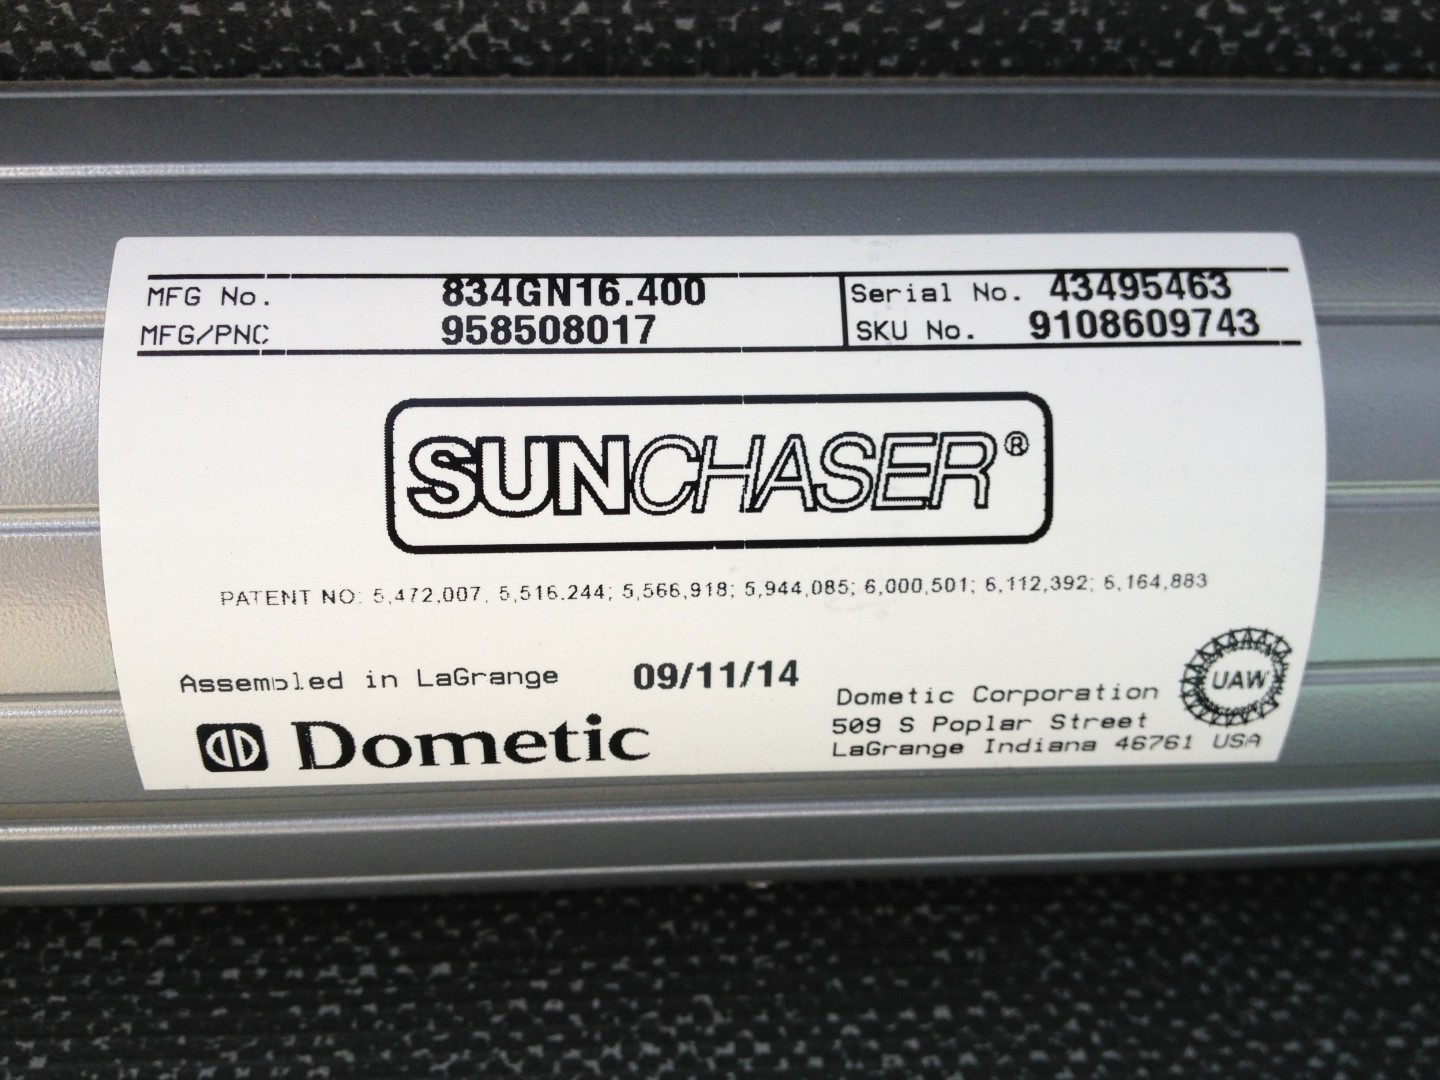 MFG No. 834GN16.400 Serial No. 43495463
MFG/PNC 958508017 SKU No. 9108609743
SUNCHASER®
PATENT NO: 5,472,007, 5,516.244; 5,566,918; 5,944,085; 6,000,501; 6,112,392; 6,164,883
Assembled in LaGrange 09/11/14
Dometic
Dometic Corporation
509 S Poplar Street
LaGrange Indiana 46761 USA
UAW